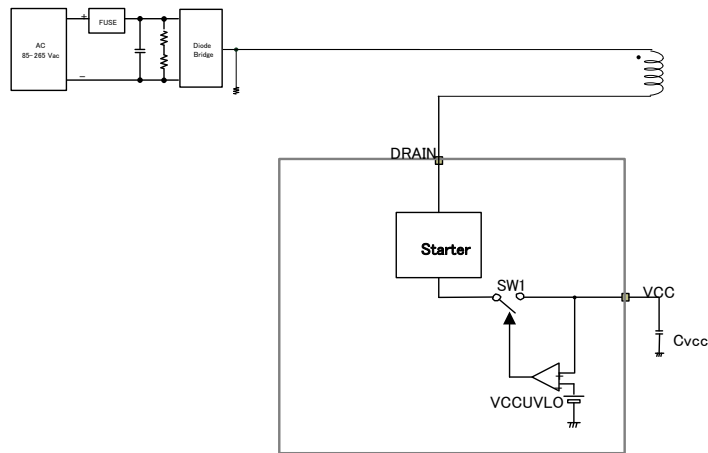 AC
85-265 Vac
+
−
FUSE
Diode
Bridge
DRAIN
Starter
SW1
VCC
Cvcc
+
VCCUVLO